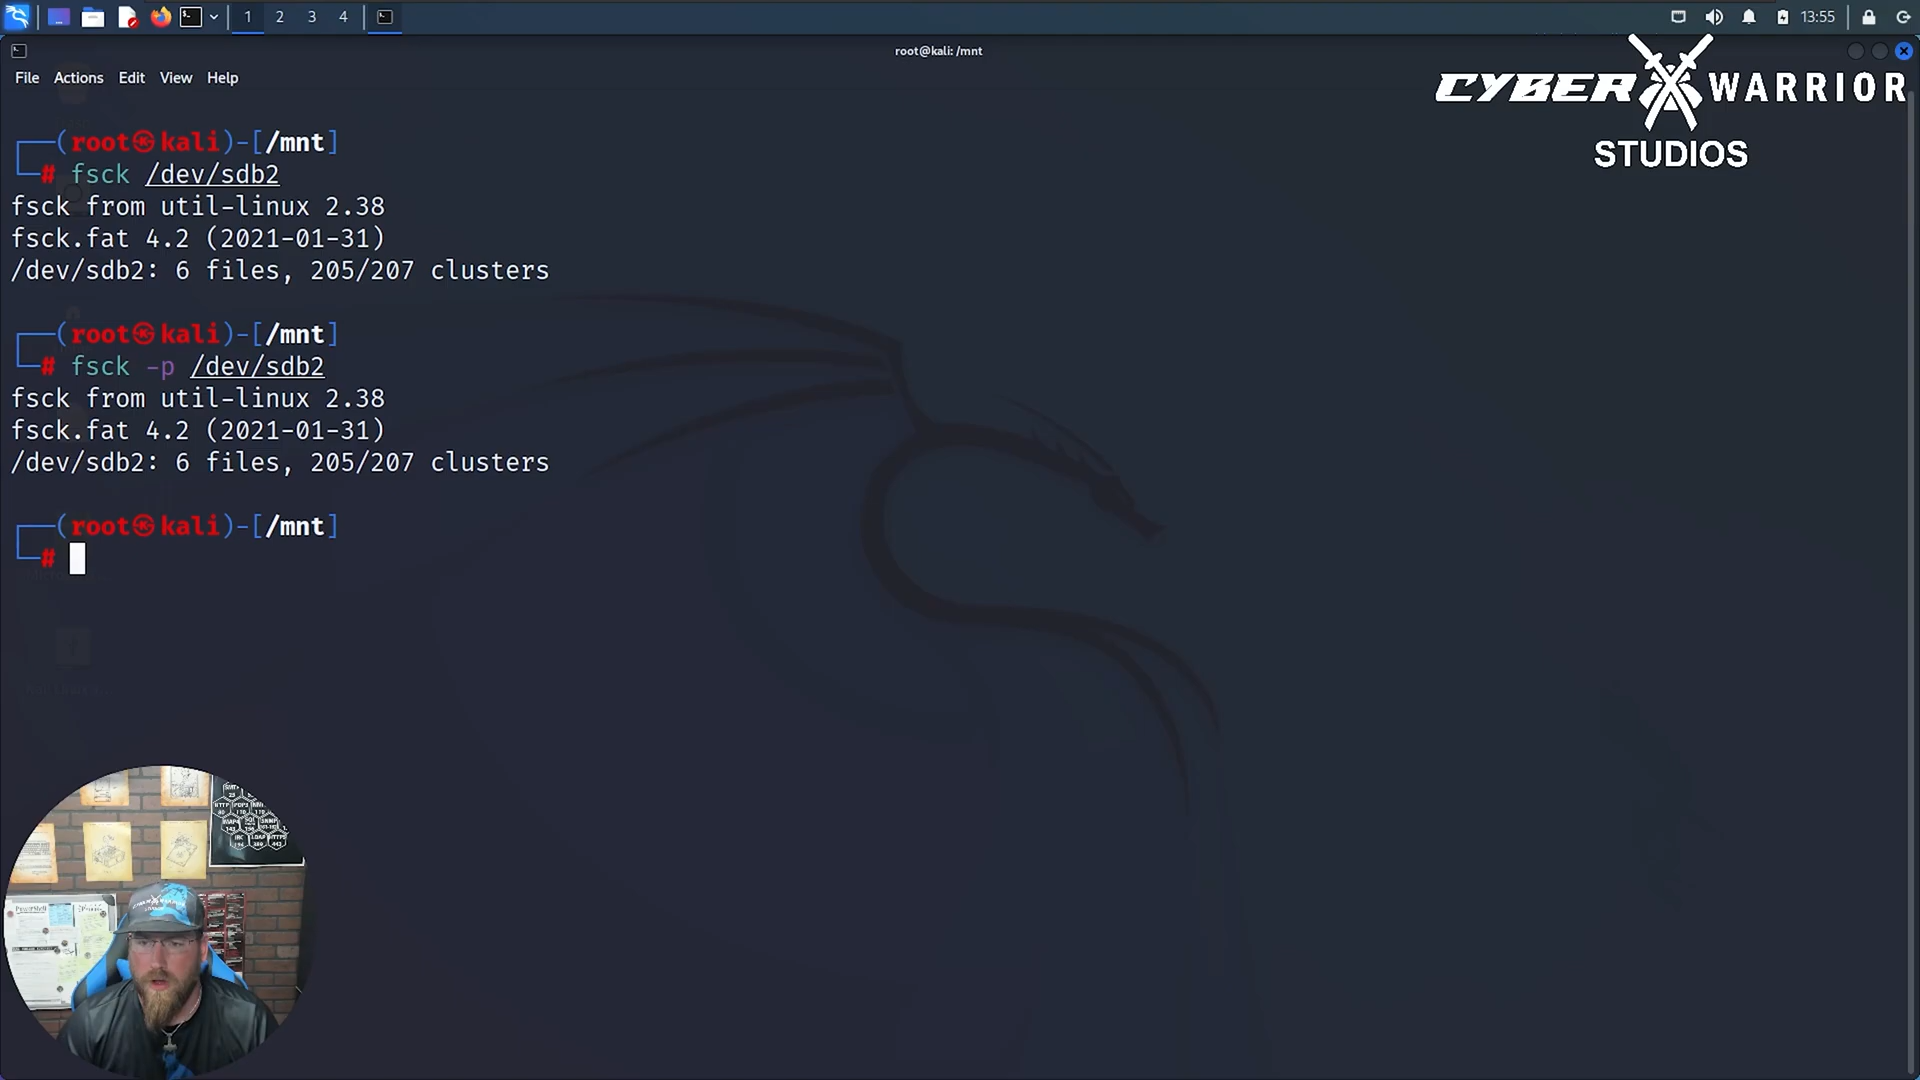 1 2 3 4
13:55
root@kali: /mnt
File Actions Edit View Help
CYBER WARRIOR
STUDIOS
(root㉿kali)-[/mnt]
# fsck /dev/sdb2
fsck from util-linux 2.38
fsck.fat 4.2 (2021-01-31)
/dev/sdb2: 6 files, 205/207 clusters
(root㉿kali)-[/mnt]
# fsck -p /dev/sdb2
fsck from util-linux 2.38
fsck.fat 4.2 (2021-01-31)
/dev/sdb2: 6 files, 205/207 clusters
(root㉿kali)-[/mnt]
#